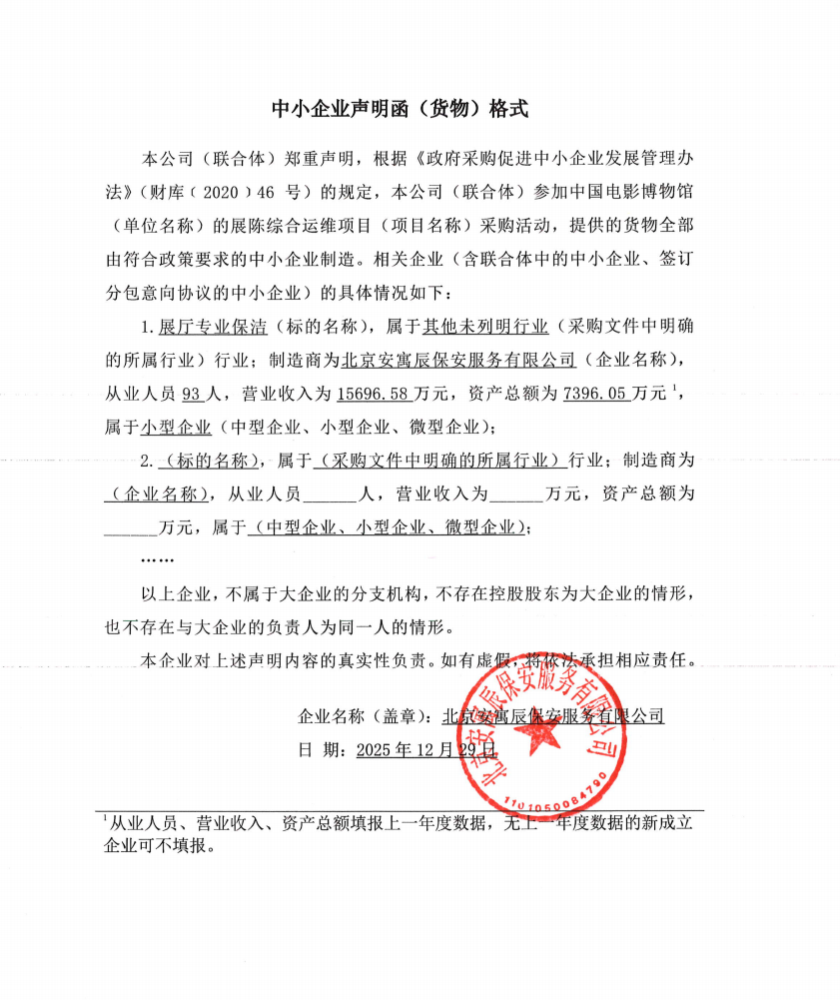 中小企业声明函（货物）格式
本公司（联合体）郑重声明，根据《政府采购促进中小企业发展管理办
法》（财库﹝2020﹞46 号）的规定，本公司（联合体）参加中国电影博物馆
（单位名称）的展陈综合运维项目（项目名称）采购活动，提供的货物全部
由符合政策要求的中小企业制造。相关企业（含联合体中的中小企业、签订
分包意向协议的中小企业）的具体情况如下：
1. 展厅专业保洁（标的名称），属于其他未列明行业（采购文件中明确
的所属行业）行业；制造商为北京安寓辰保安服务有限公司（企业名称），
从业人员 93 人，营业收入为 15696.58 万元，资产总额为 7396.05 万元 ¹，
属于小型企业（中型企业、小型企业、微型企业）；
2. （标的名称），属于（采购文件中明确的所属行业）行业；制造商为
（企业名称），从业人员______人，营业收入为______万元，资产总额为
______万元，属于（中型企业、小型企业、微型企业）；
……
以上企业，不属于大企业的分支机构，不存在控股股东为大企业的情形，
也不存在与大企业的负责人为同一人的情形。
本企业对上述声明内容的真实性负责。如有虚假，将依法承担相应责任。
企业名称（盖章）：北京安寓辰保安服务有限公司
日 期：2025 年 12 月 29 日
北京安寓辰保安服务有限公司
1101050084790
¹从业人员、营业收入、资产总额填报上一年度数据，无上一年度数据的新成立
企业可不填报。